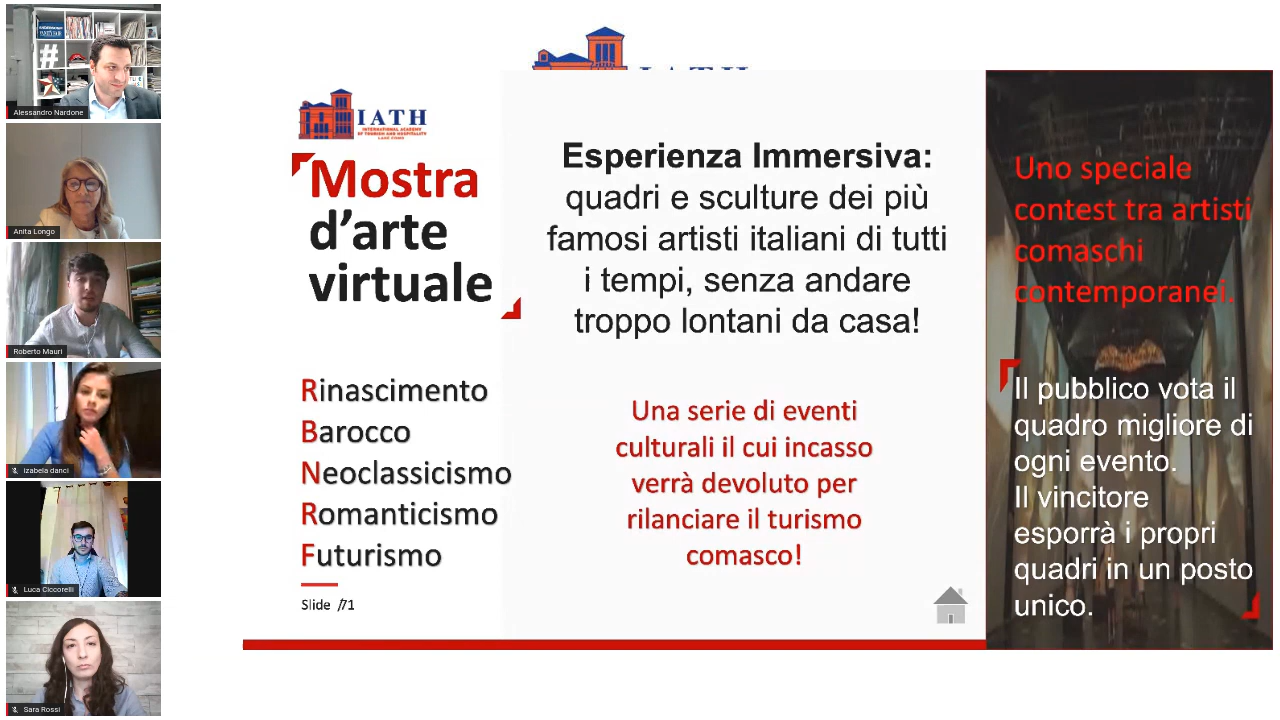 Alessandro Nardone
Anita Longo
Roberto Mauri
izabela danci
Luca Ciccorelli
Sara Rossi
#
IATH
IATH
INTERNATIONAL ACADEMY
OF TOURISM AND HOSPITALITY
LAKE COMO
Mostra
d'arte
virtuale
Rinascimento
Barocco
Neoclassicismo
Romanticismo
Futurismo
Slide /71
Esperienza Immersiva:
quadri e sculture dei più
famosi artisti italiani di tutti
i tempi, senza andare
troppo lontani da casa!
Una serie di eventi
culturali il cui incasso
verrà devoluto per
rilanciare il turismo
comasco!
Uno speciale
contest tra artisti
comaschi
contemporanei.
Il pubblico vota il
quadro migliore di
ogni evento.
Il vincitore
esporrà i propri
quadri in un posto
unico.